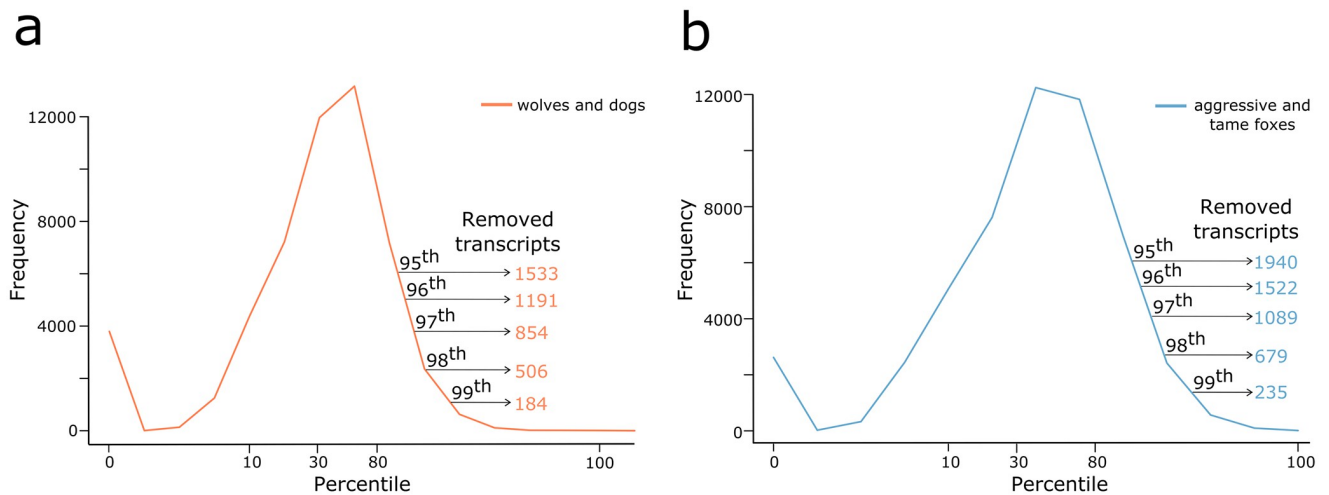 a
wolves and dogs
12000
8000
4000
0
Frequency
Removed
transcripts
95th 1533
96th 1191
97th 854
98th 506
99th 184
0 10 30 80 100
Percentile
b
aggressive and
tame foxes
12000
8000
4000
0
Frequency
Removed
transcripts
95th 1940
96th 1522
97th 1089
98th 679
99th 235
0 10 30 80 100
Percentile